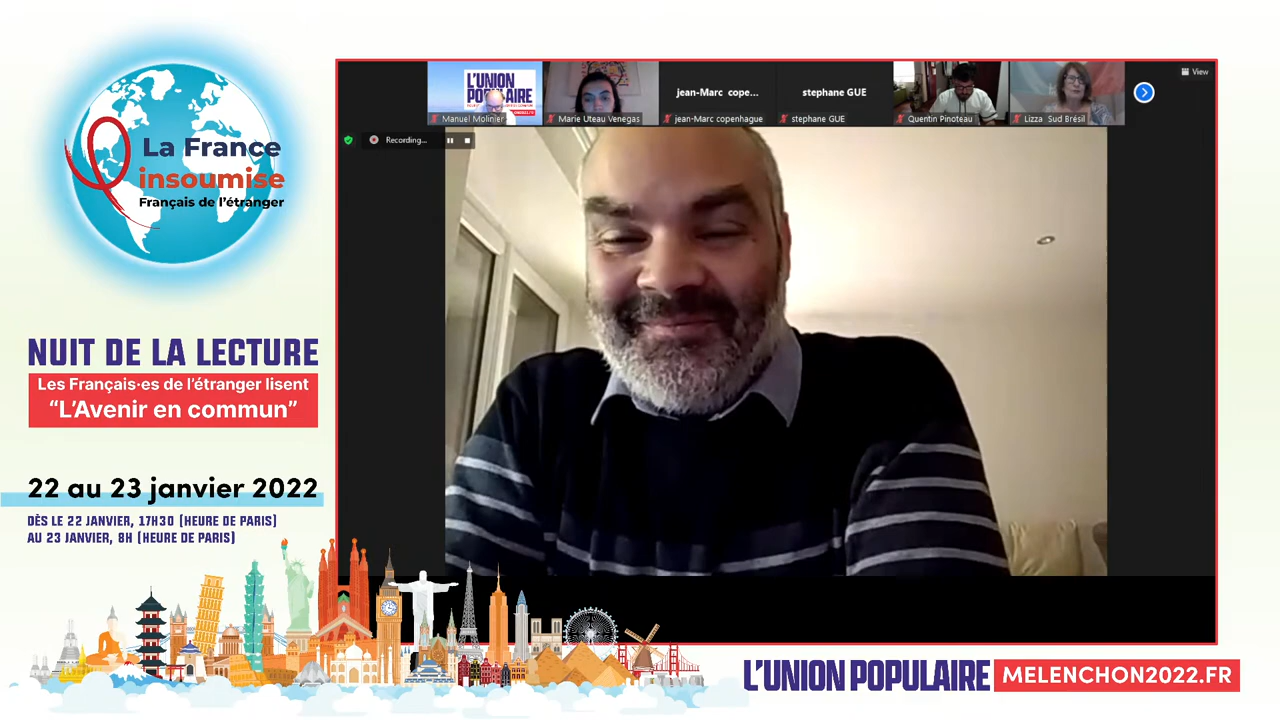 La France
insoumise
Français de l’étranger
NUIT DE LA LECTURE
Les Français·es de l’étranger lisent
“L’Avenir en commun”
22 au 23 janvier 2022
DÈS LE 22 JANVIER, 17H30 (HEURE DE PARIS)
AU 23 JANVIER, 8H (HEURE DE PARIS)
L’UNION
POPULAIRE
Manuel Molinier
Marie Uteau Venegas
jean-Marc cope...
jean-Marc copenhague
stephane GUE
stephane GUE
Quentin Pinoteau
Lizza Sud Brésil
View
Recording...
L’UNION POPULAIRE
MELENCHON2022.FR